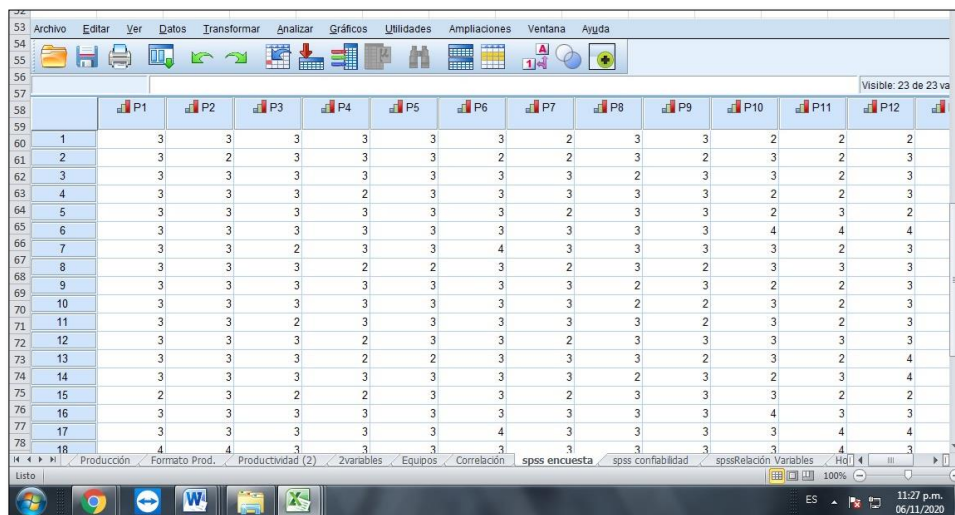 52
53 Archivo Editar Ver Datos Transformar Analizar Gráficos Utilidades Ampliaciones Ventana Ayuda
54
55
56 Visible: 23 de 23 va
57
58 P1 P2 P3 P4 P5 P6 P7 P8 P9 P10 P11 P12
59
60 1 3 3 3 3 3 3 2 3 3 2 2 2
61 2 3 2 3 3 3 2 2 3 2 3 2 3
62 3 3 3 3 3 3 3 3 2 3 3 2 3
63 4 3 3 3 2 3 3 3 3 3 2 2 3
64 5 3 3 3 3 3 3 2 3 3 2 3 2
65 6 3 3 3 3 3 3 3 3 3 4 4 4
66 7 3 3 2 3 3 4 3 3 3 3 2 3
67 8 3 3 3 2 2 3 2 3 2 3 3 3
68
69 9 3 3 3 3 3 3 3 2 3 2 2 3
70 10 3 3 3 3 3 3 3 2 2 3 2 3
71 11 3 3 2 3 3 3 3 3 2 3 2 3
72 12 3 3 3 2 3 3 2 3 3 3 2 3
73 13 3 3 3 2 2 3 3 3 2 3 2 4
74 14 3 3 3 3 3 3 3 2 3 2 3 4
75 15 2 3 2 2 3 3 2 3 3 3 2 2
76 16 3 3 3 3 3 3 3 3 3 4 3 3
77 17 3 3 3 3 3 4 3 3 3 3 4 4
78 18 4 4 3 3 3 3 3 3 3 3 4 3
Producción Formato Prod. Productividad (2) 2variables Equipos Correlación spss encuesta spss confiabilidad spssRelación Variables
Listo 100%
ES 11:27 p.m.
06/11/2020